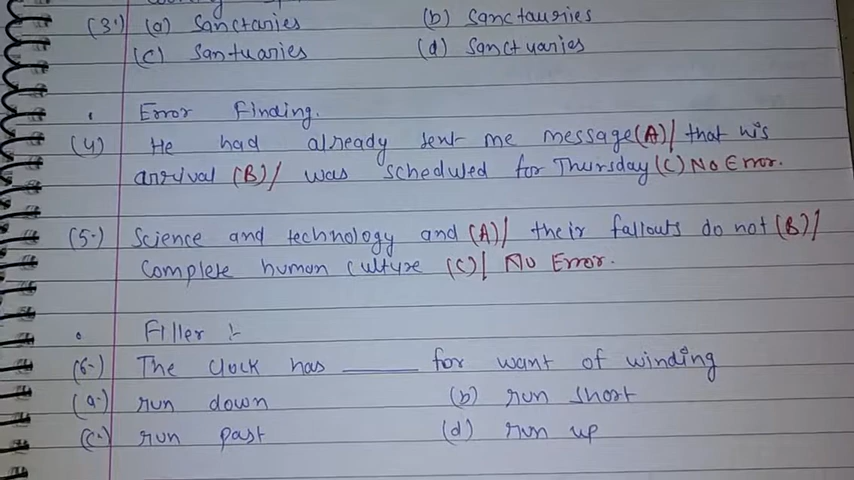 (3.) (a) Sanctaries (b) Sanctauries
(c) Santuaries (d) Sanctuaries
• Error Finding.
(4) He had already sent me message(A)/ that his
arrival (B)/ was scheduled for Thursday (C) No Error.
(5.) Science and technology and (A)/ their fallouts do not (B)/
Complete human culture (C)/ No Error.
• Filler :-
(6.) The clock has ______ for want of winding
(a.) run down (b) run short
(c.) run past (d) run up